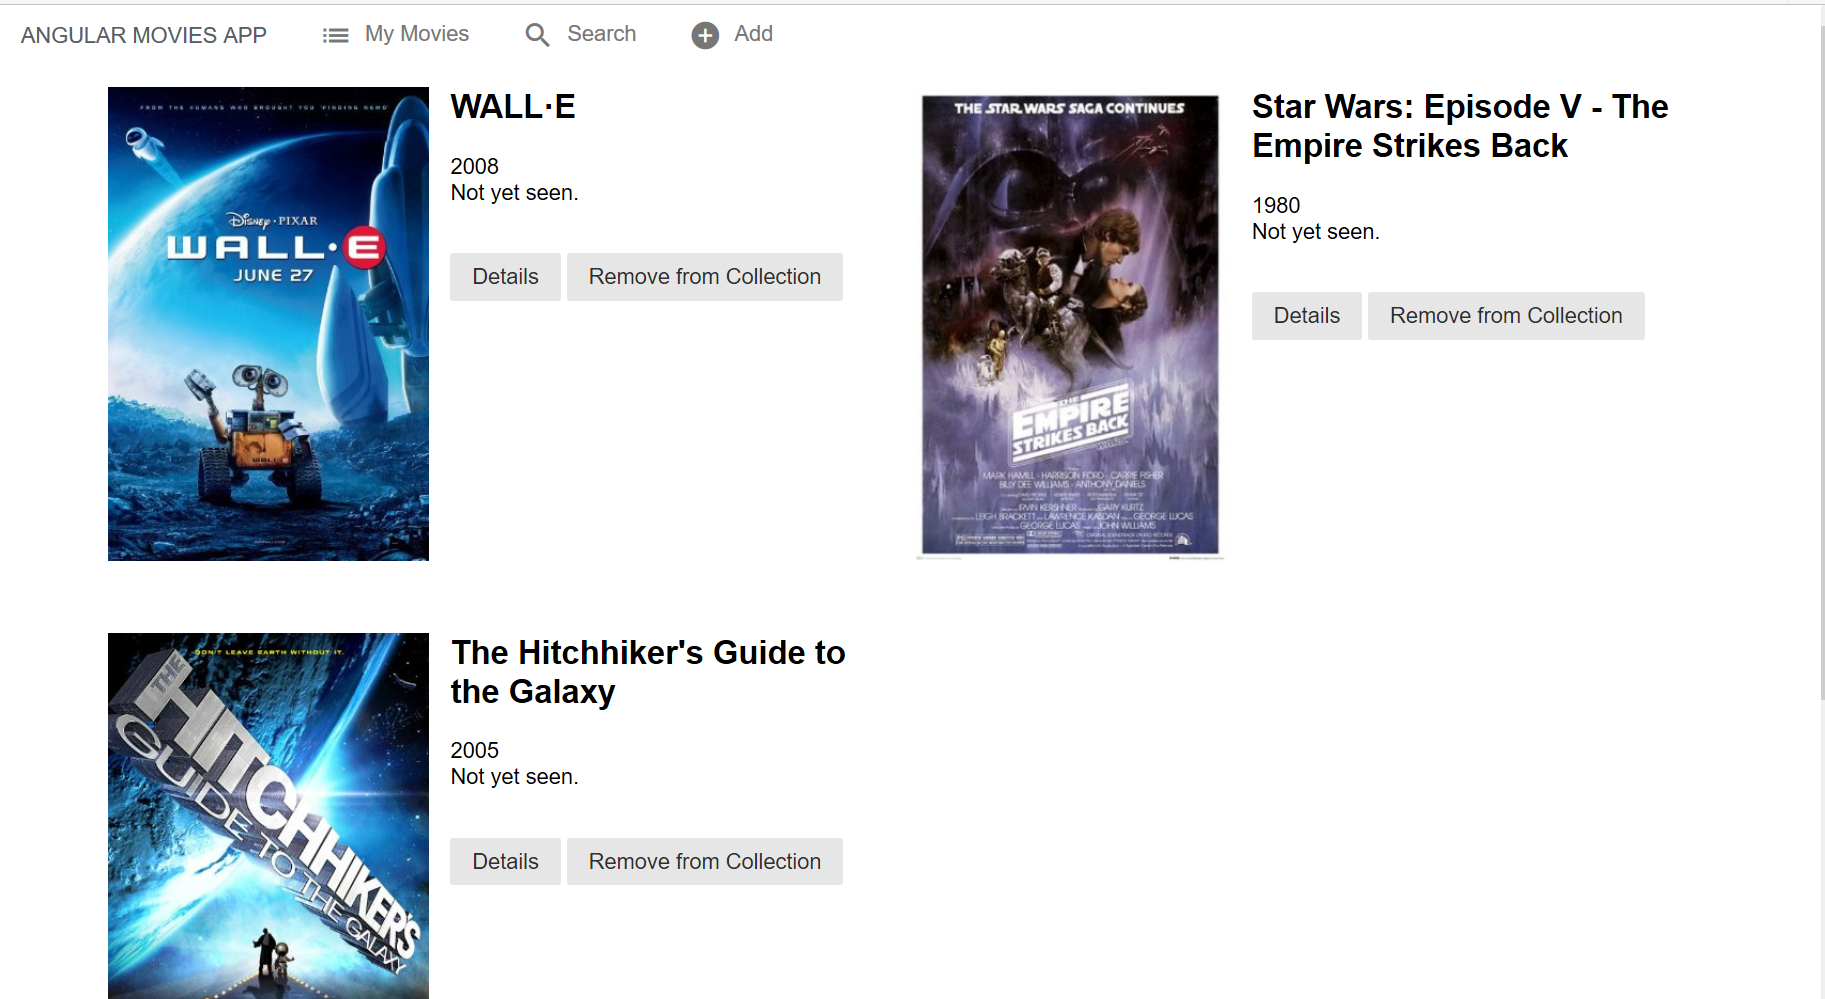 ANGULAR MOVIES APP
My Movies
Search
Add
FROM THE HUMANS WHO BROUGHT YOU "FINDING NEMO"
DISNEY · PIXAR
WALL·E
JUNE 27
WALL·E
2008
Not yet seen.
Details
Remove from Collection
THE STAR WARS SAGA CONTINUES
THE
EMPIRE
STRIKES BACK
MARK HAMILL · HARRISON FORD · CARRIE FISHER
BILLY DEE WILLIAMS · ANTHONY DANIELS
IRVIN KERSHNER GARY KURTZ
LEIGH BRACKETT LAWRENCE KASDAN GEORGE LUCAS
GEORGE LUCAS JOHN WILLIAMS
Star Wars: Episode V - The
Empire Strikes Back
1980
Not yet seen.
Details
Remove from Collection
DON'T LEAVE EARTH WITHOUT IT.
THE
HITCHHIKER'S
GUIDE TO THE GALAXY
The Hitchhiker's Guide to
the Galaxy
2005
Not yet seen.
Details
Remove from Collection